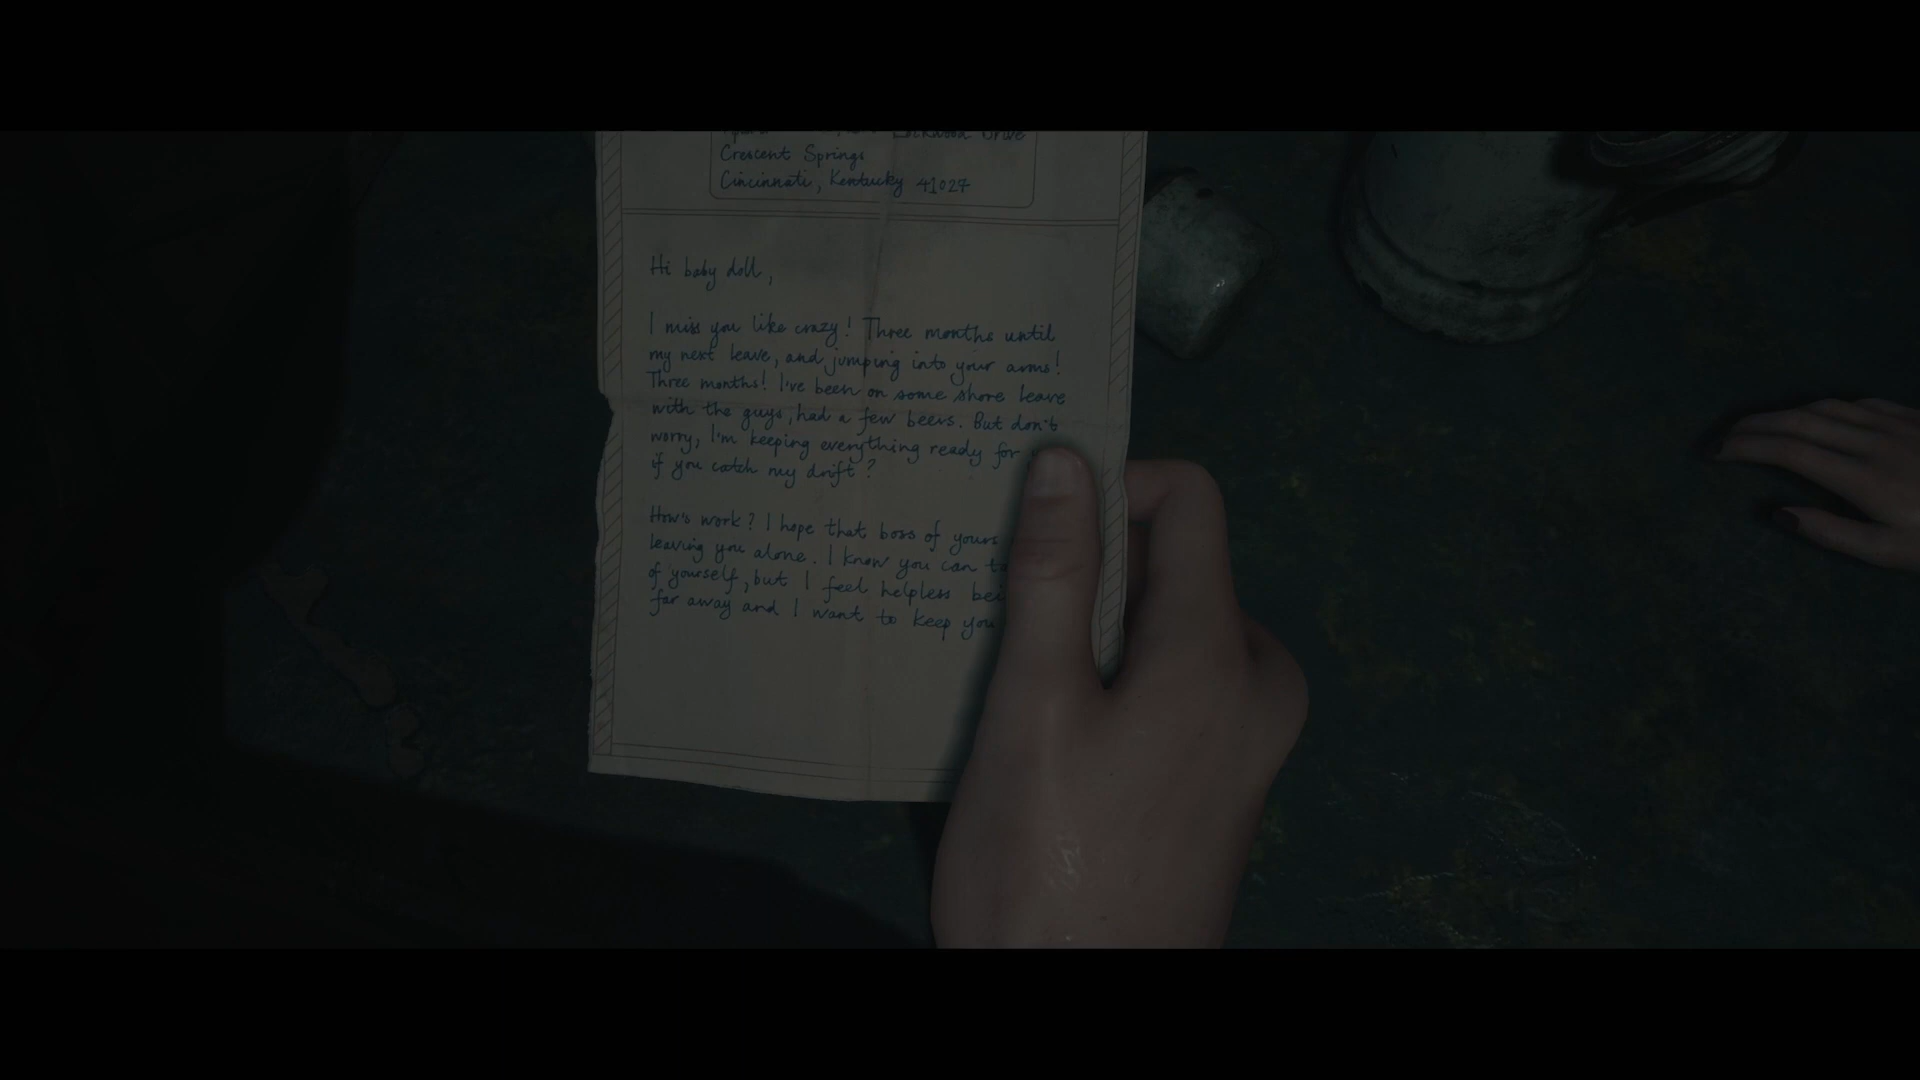 Lockwood Drive
Crescent Springs
Cincinnati, Kentucky 41027
Hi baby doll,
I miss you like crazy! Three months until
my next leave, and jumping into your arms!
Three months! I've been on some shore leave
with the guys, had a few beers. But don't
worry, I'm keeping everything ready for
if you catch my drift?
How's work? I hope that boss of yours
leaving you alone. I know you can
of yourself, but I feel helpless
far away and I want to keep you